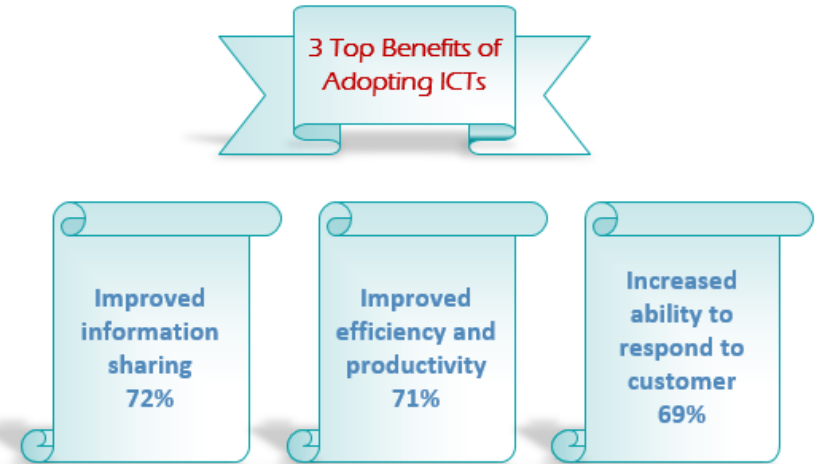 3 Top Benefits of
Adopting ICTs
Improved
information
sharing
72%
Improved
efficiency and
productivity
71%
Increased
ability to
respond to
customer
69%